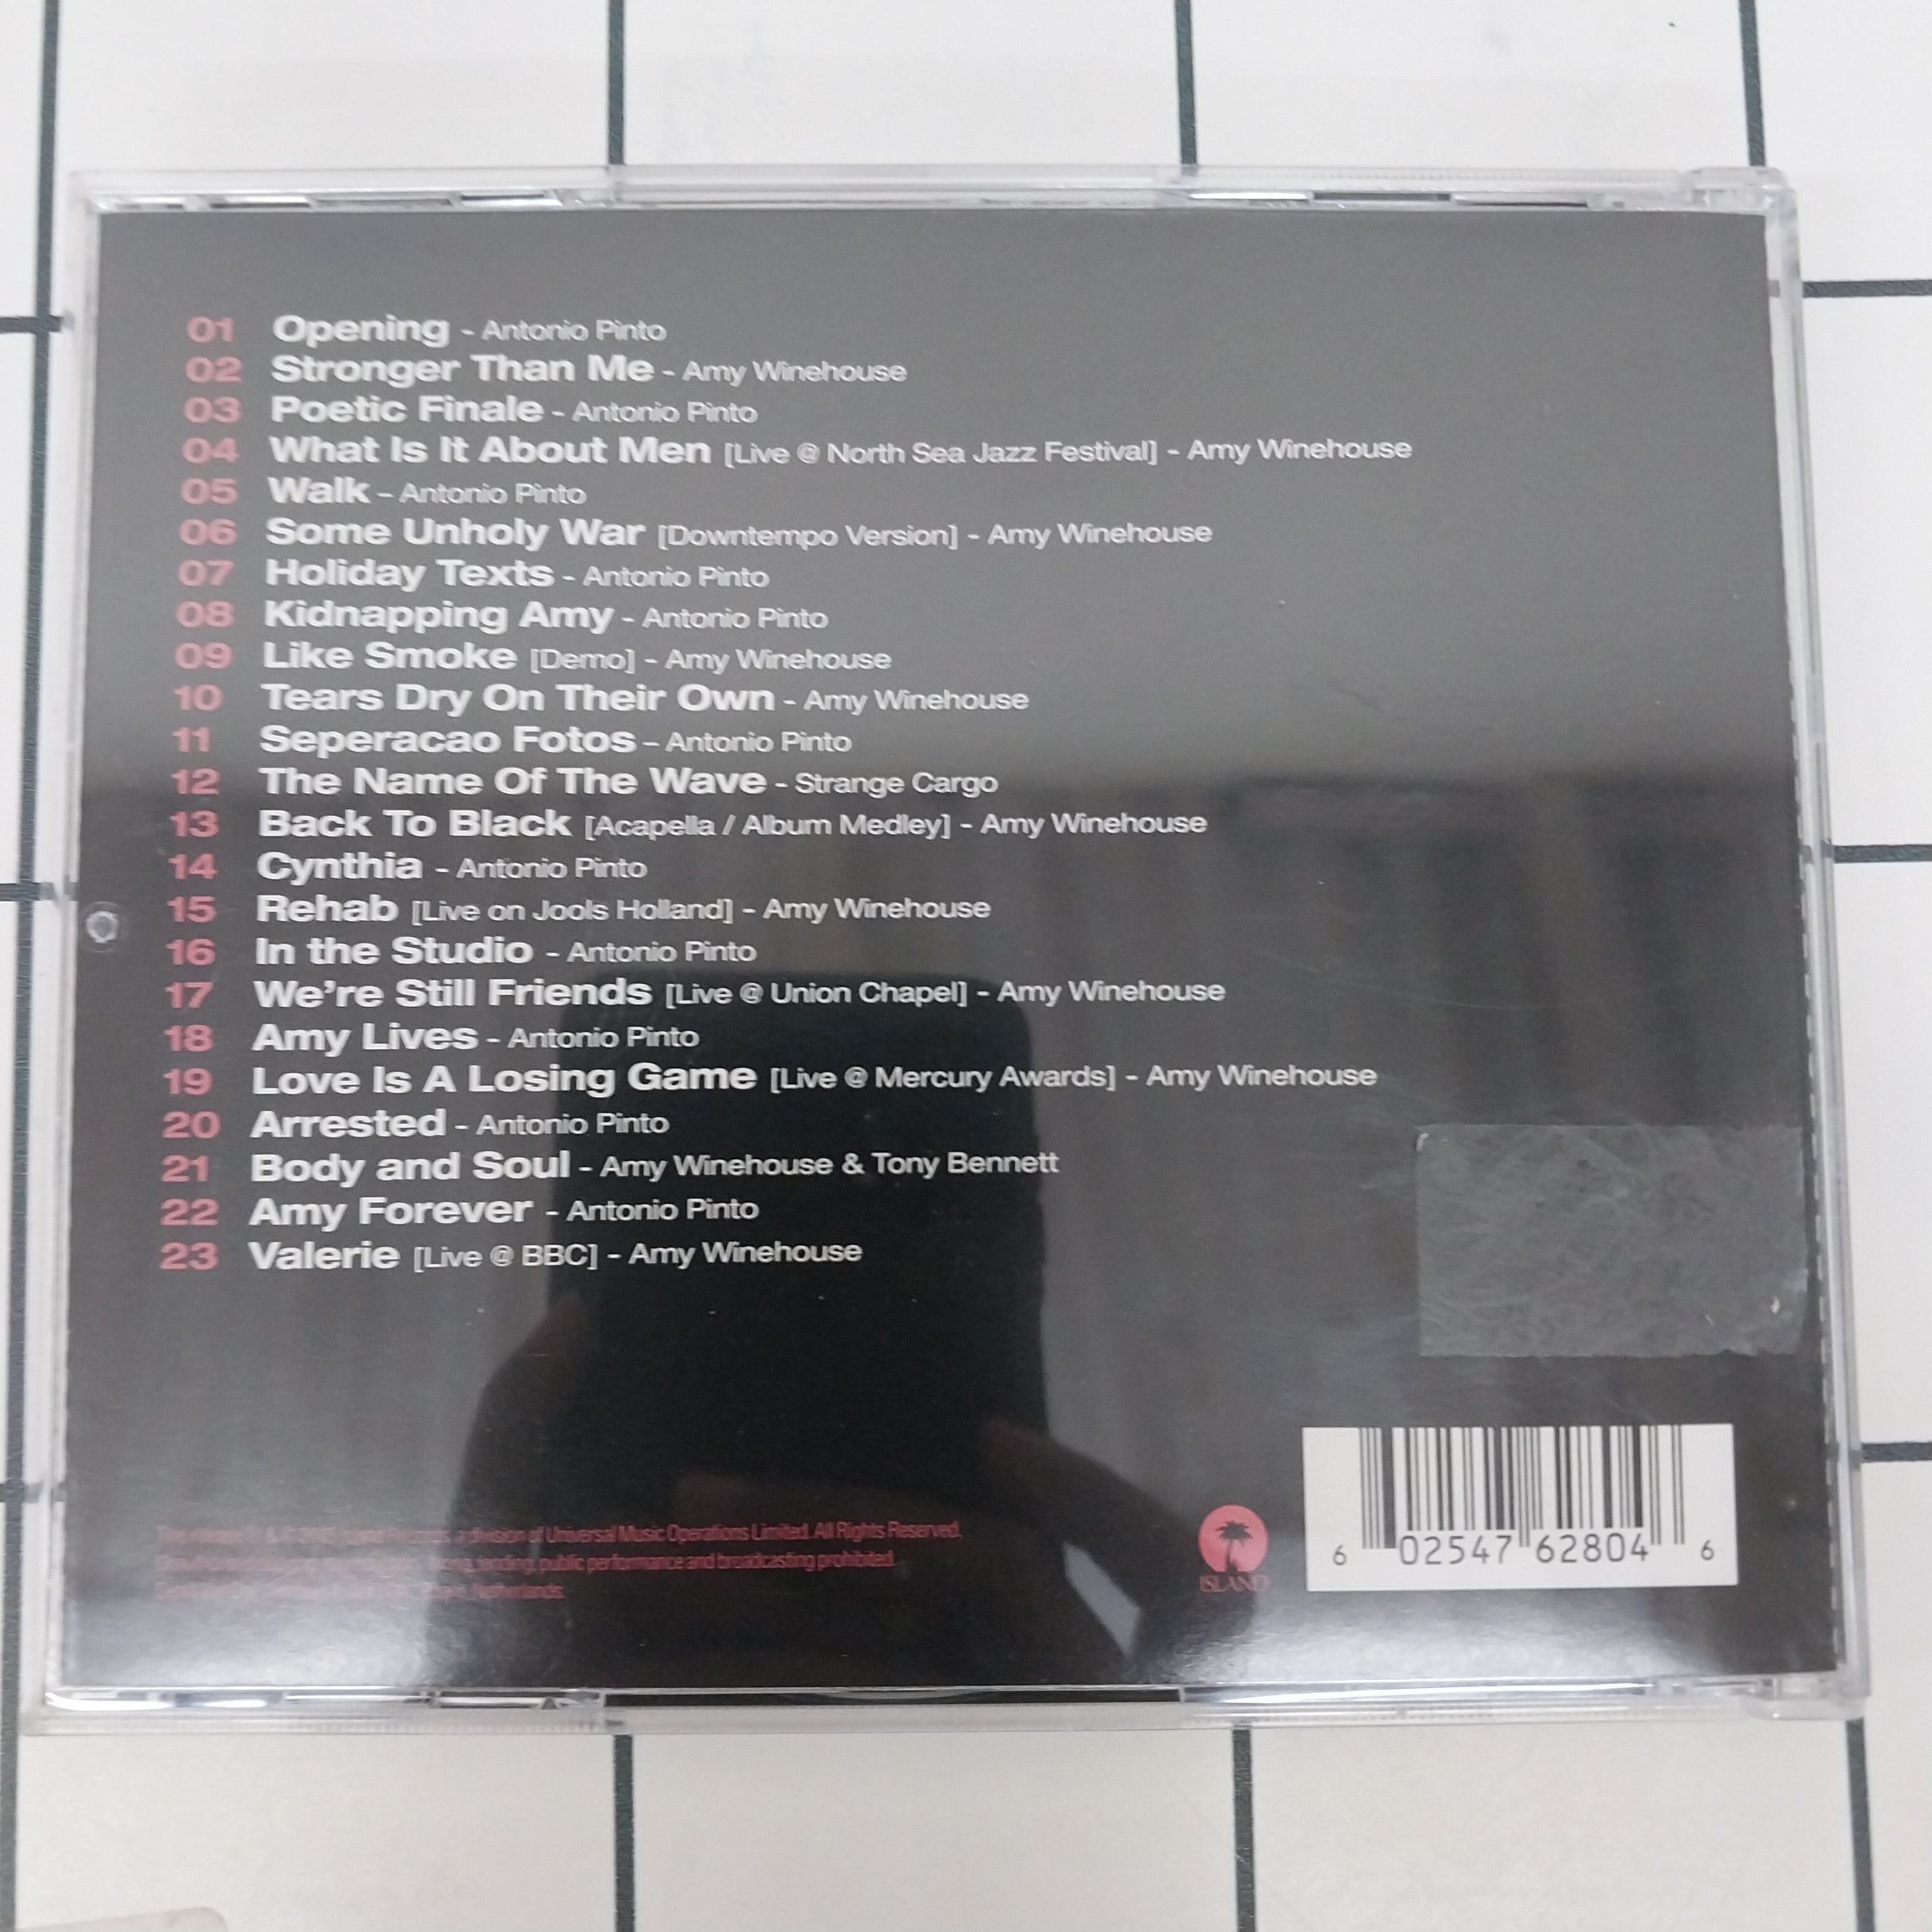 01 Opening - Antonio Pinto
02 Stronger Than Me - Amy Winehouse
03 Poetic Finale - Antonio Pinto
04 What Is It About Men [Live @ North Sea Jazz Festival] - Amy Winehouse
05 Walk - Antonio Pinto
06 Some Unholy War [Downtempo Version] - Amy Winehouse
07 Holiday Texts - Antonio Pinto
08 Kidnapping Amy - Antonio Pinto
09 Like Smoke [Demo] - Amy Winehouse
10 Tears Dry On Their Own - Amy Winehouse
11 Seperacao Fotos - Antonio Pinto
12 The Name Of The Wave - Strange Cargo
13 Back To Black [Acapella / Album Medley] - Amy Winehouse
14 Cynthia - Antonio Pinto
15 Rehab [Live on Jools Holland] - Amy Winehouse
16 In the Studio - Antonio Pinto
17 We're Still Friends [Live @ Union Chapel] - Amy Winehouse
18 Amy Lives - Antonio Pinto
19 Love Is A Losing Game [Live @ Mercury Awards] - Amy Winehouse
20 Arrested - Antonio Pinto
21 Body and Soul - Amy Winehouse & Tony Bennett
22 Amy Forever - Antonio Pinto
23 Valerie [Live @ BBC] - Amy Winehouse
a division of Universal Music Operations Limited. All Rights Reserved.
lending, public performance and broadcasting prohibited.
Netherlands.
ISLAND
6 02547 62804 6